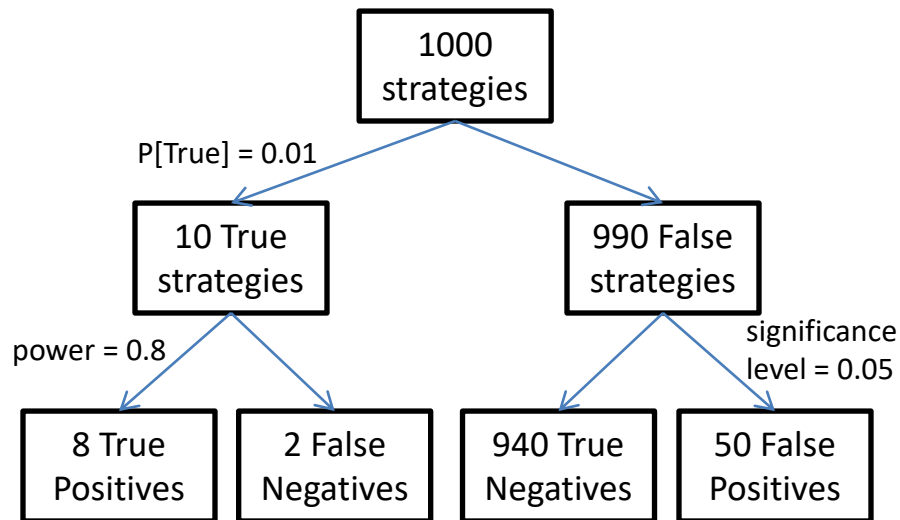 1000
strategies
P[True] = 0.01
10 True
strategies
990 False
strategies
power = 0.8
significance
level = 0.05
8 True
Positives
2 False
Negatives
940 True
Negatives
50 False
Positives